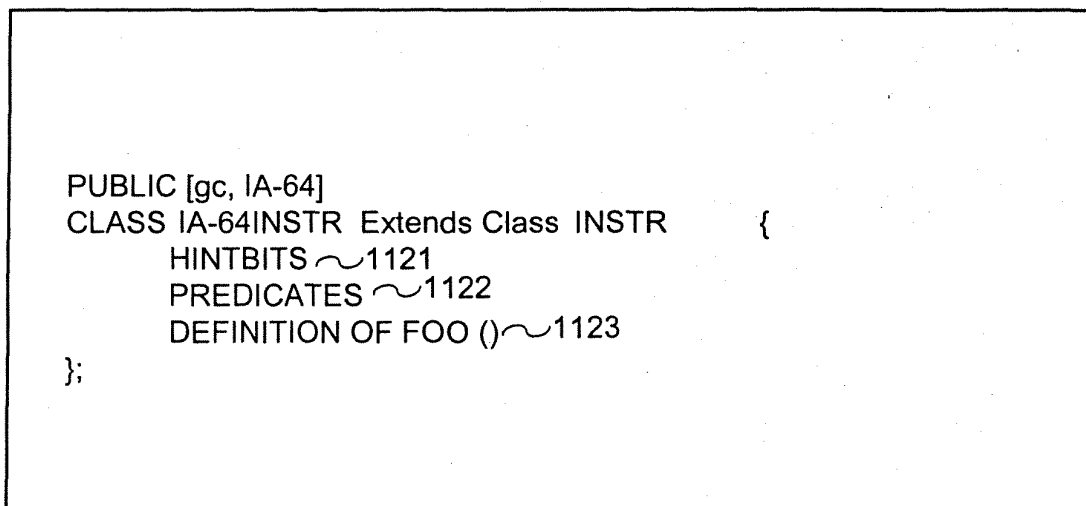 PUBLIC [gc, IA-64]
CLASS IA-64INSTR Extends Class INSTR {
HINTBITS 1121
PREDICATES 1122
DEFINITION OF FOO () 1123
};